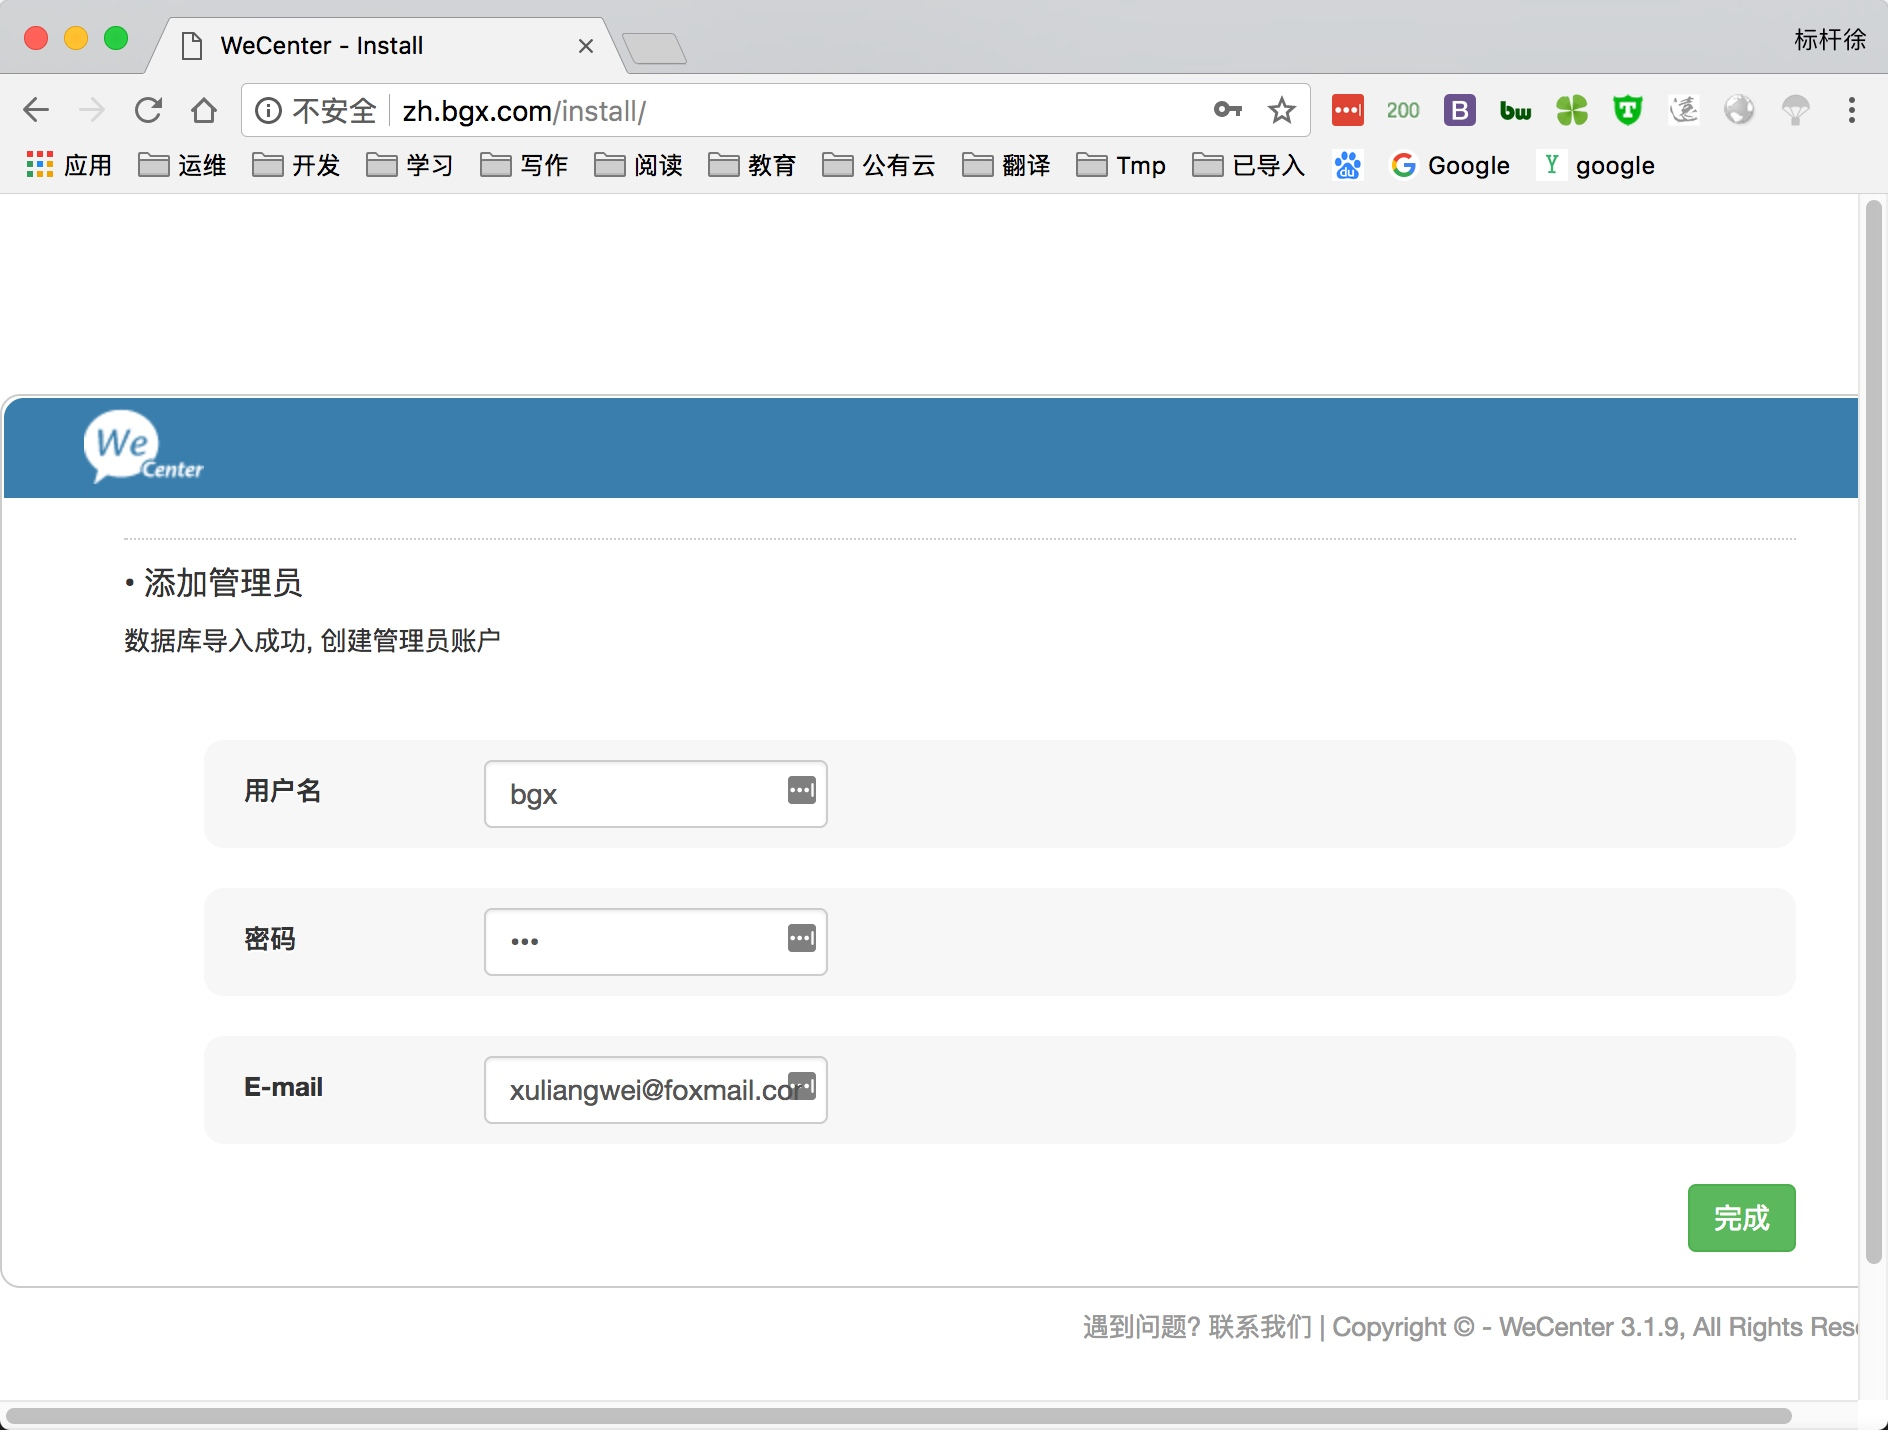 WeCenter - Install
标杆徐
不安全 zh.bgx.com/install/
200 B bw T
应用 运维 开发 学习 写作 阅读 教育 公有云 翻译 Tmp 已导入 du Google Y google
We Center
• 添加管理员
数据库导入成功, 创建管理员账户
用户名 bgx
密码 •••
E-mail xuliangwei@foxmail.co
完成
遇到问题? 联系我们 | Copyright © - WeCenter 3.1.9, All Rights Res